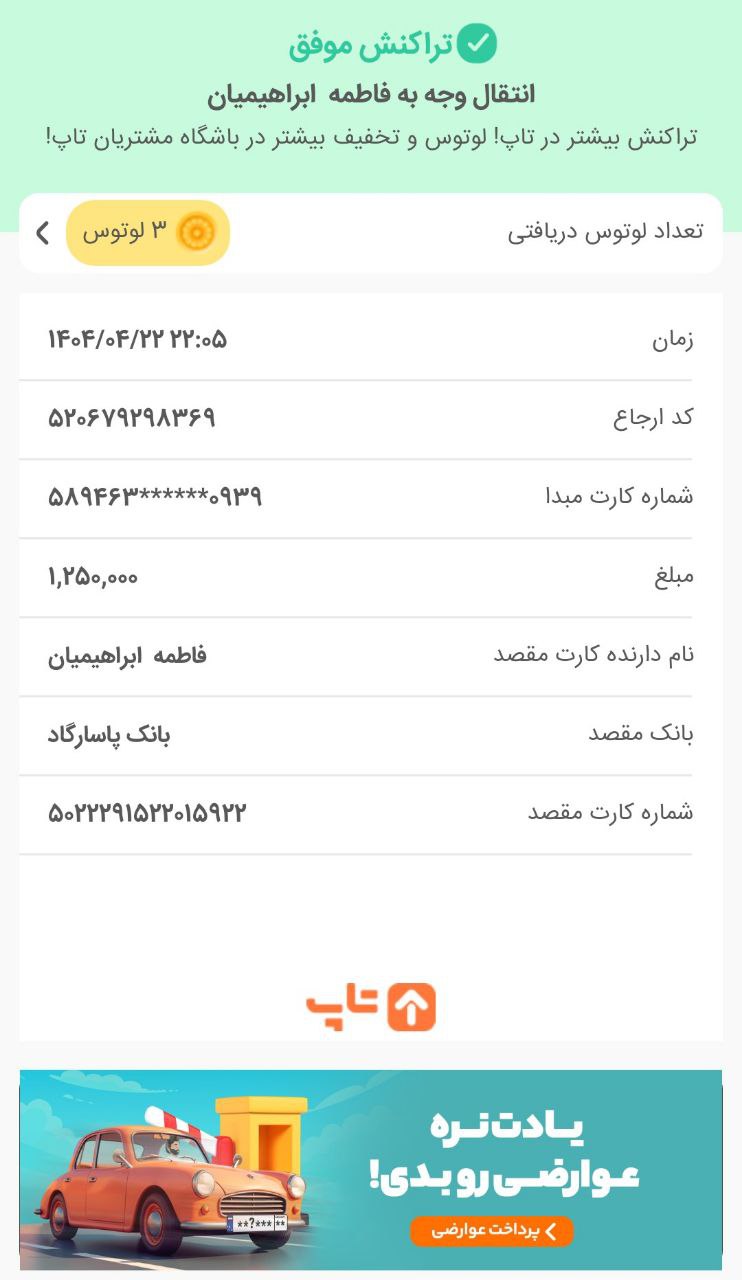 تراکنش موفق
انتقال وجه به فاطمه ابراهیمیان
تراکنش بیشتر در تاپ! لوتوس و تخفیف بیشتر در باشگاه مشتریان تاپ!
تعداد لوتوس دریافتی ۳ لوتوس
زمان ۱۴۰۴/۰۴/۲۲ ۲۲:۰۵
کد ارجاع ۵۲۰۶۷۹۲۹۸۳۶۹
شماره کارت مبدا ۵۸۹۴۶۳******۰۹۳۹
مبلغ ۱,۲۵۰,۰۰۰
نام دارنده کارت مقصد فاطمه ابراهیمیان
بانک مقصد بانک پاسارگاد
شماره کارت مقصد ۵۰۲۲۲۹۱۵۲۲۰۱۵۹۲۲
تاپ
یادت‌نره
عوارضی‌رو‌بدی!
پرداخت عوارضی
**?***|**